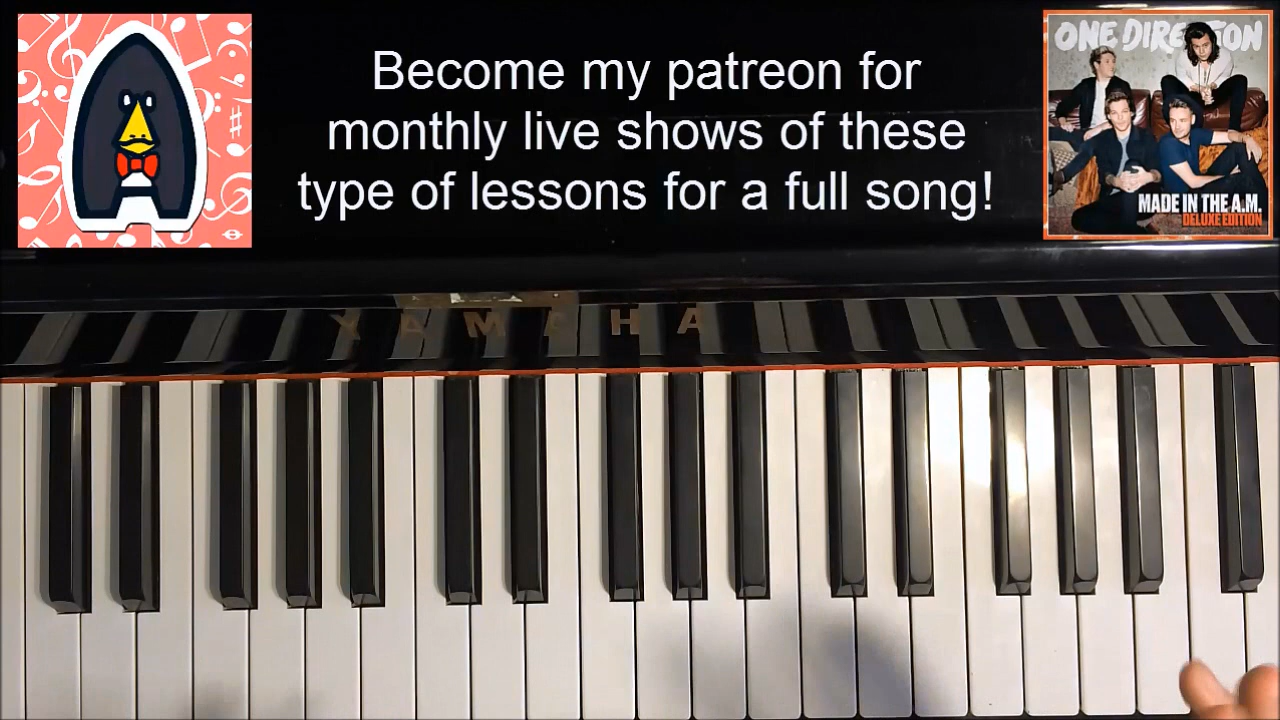 Become my patreon for
monthly live shows of these
type of lessons for a full song!
ONE DIRECTION
MADE IN THE A.M.
DELUXE EDITION
YAMAHA